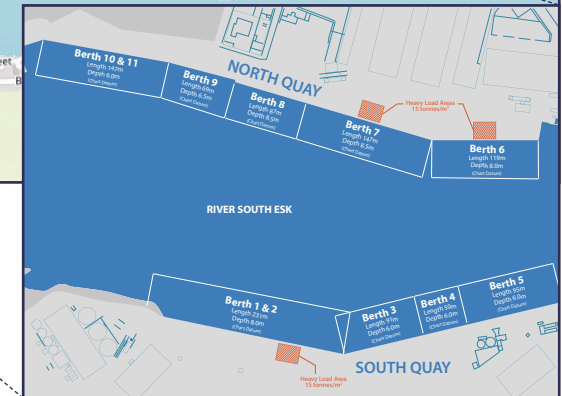 eet
B
Berth 10 & 11
Length 147m
Depth 6.0m
(Chart Datum)
Berth 9
Length 69m
Depth 6.5m
(Chart Datum)
Berth 8
Length 87m
Depth 8.5m
(Chart Datum)
NORTH QUAY
Berth 7
Length 147m
Depth 8.5m
(Chart Datum)
Heavy Load Areas
15 tonnes/m²
Berth 6
Length 119m
Depth 8.0m
(Chart Datum)
RIVER SOUTH ESK
Berth 1 & 2
Length 231m
Depth 8.0m
(Chart Datum)
Berth 3
Length 91m
Depth 6.0m
(Chart Datum)
Berth 4
Length 50m
Depth 6.0m
(Chart Datum)
Berth 5
Length 95m
Depth 6.0m
(Chart Datum)
SOUTH QUAY
Heavy Load Area
15 tonnes/m²